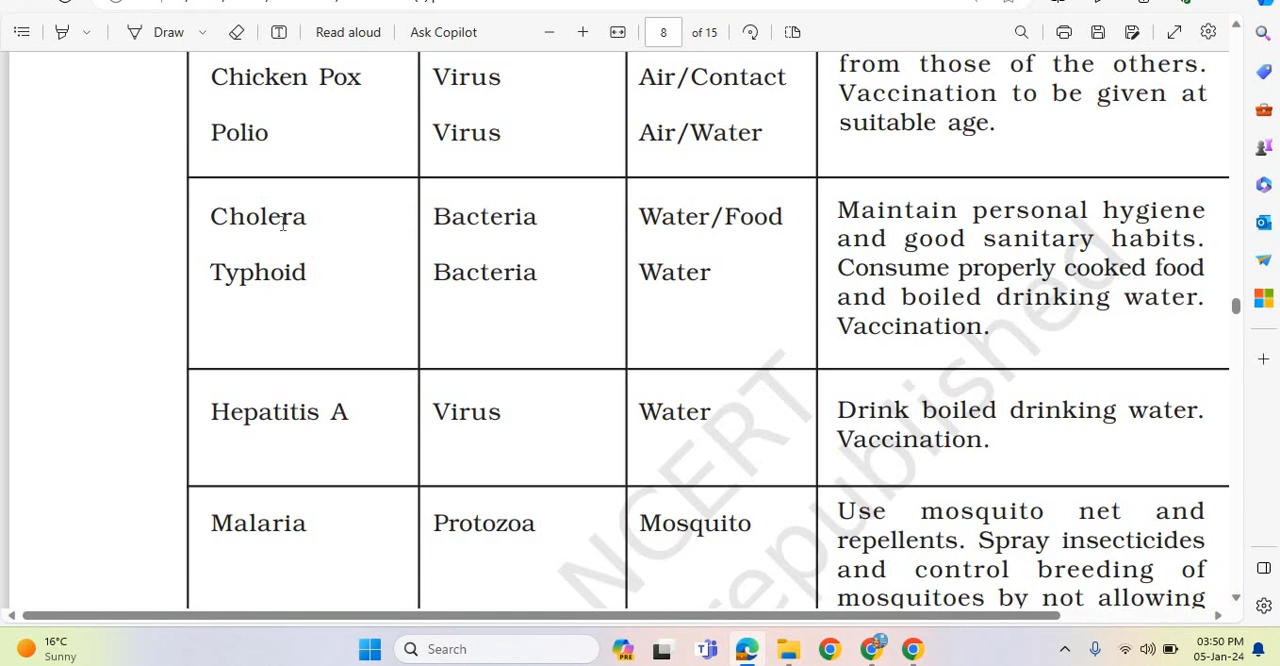 Draw
Read aloud
Ask Copilot
8
of 15
Chicken Pox
Virus
Air/Contact
from those of the others.
Vaccination to be given at
suitable age.
Polio
Virus
Air/Water
Cholera
Bacteria
Water/Food
Maintain personal hygiene
and good sanitary habits.
Consume properly cooked food
and boiled drinking water.
Vaccination.
Typhoid
Bacteria
Water
Hepatitis A
Virus
Water
Drink boiled drinking water.
Vaccination.
Malaria
Protozoa
Mosquito
Use mosquito net and
repellents. Spray insecticides
and control breeding of
mosquitoes by not allowing
NCERT
republished
16°C
Sunny
Search
PRE
03:50 PM
05-Jan-24